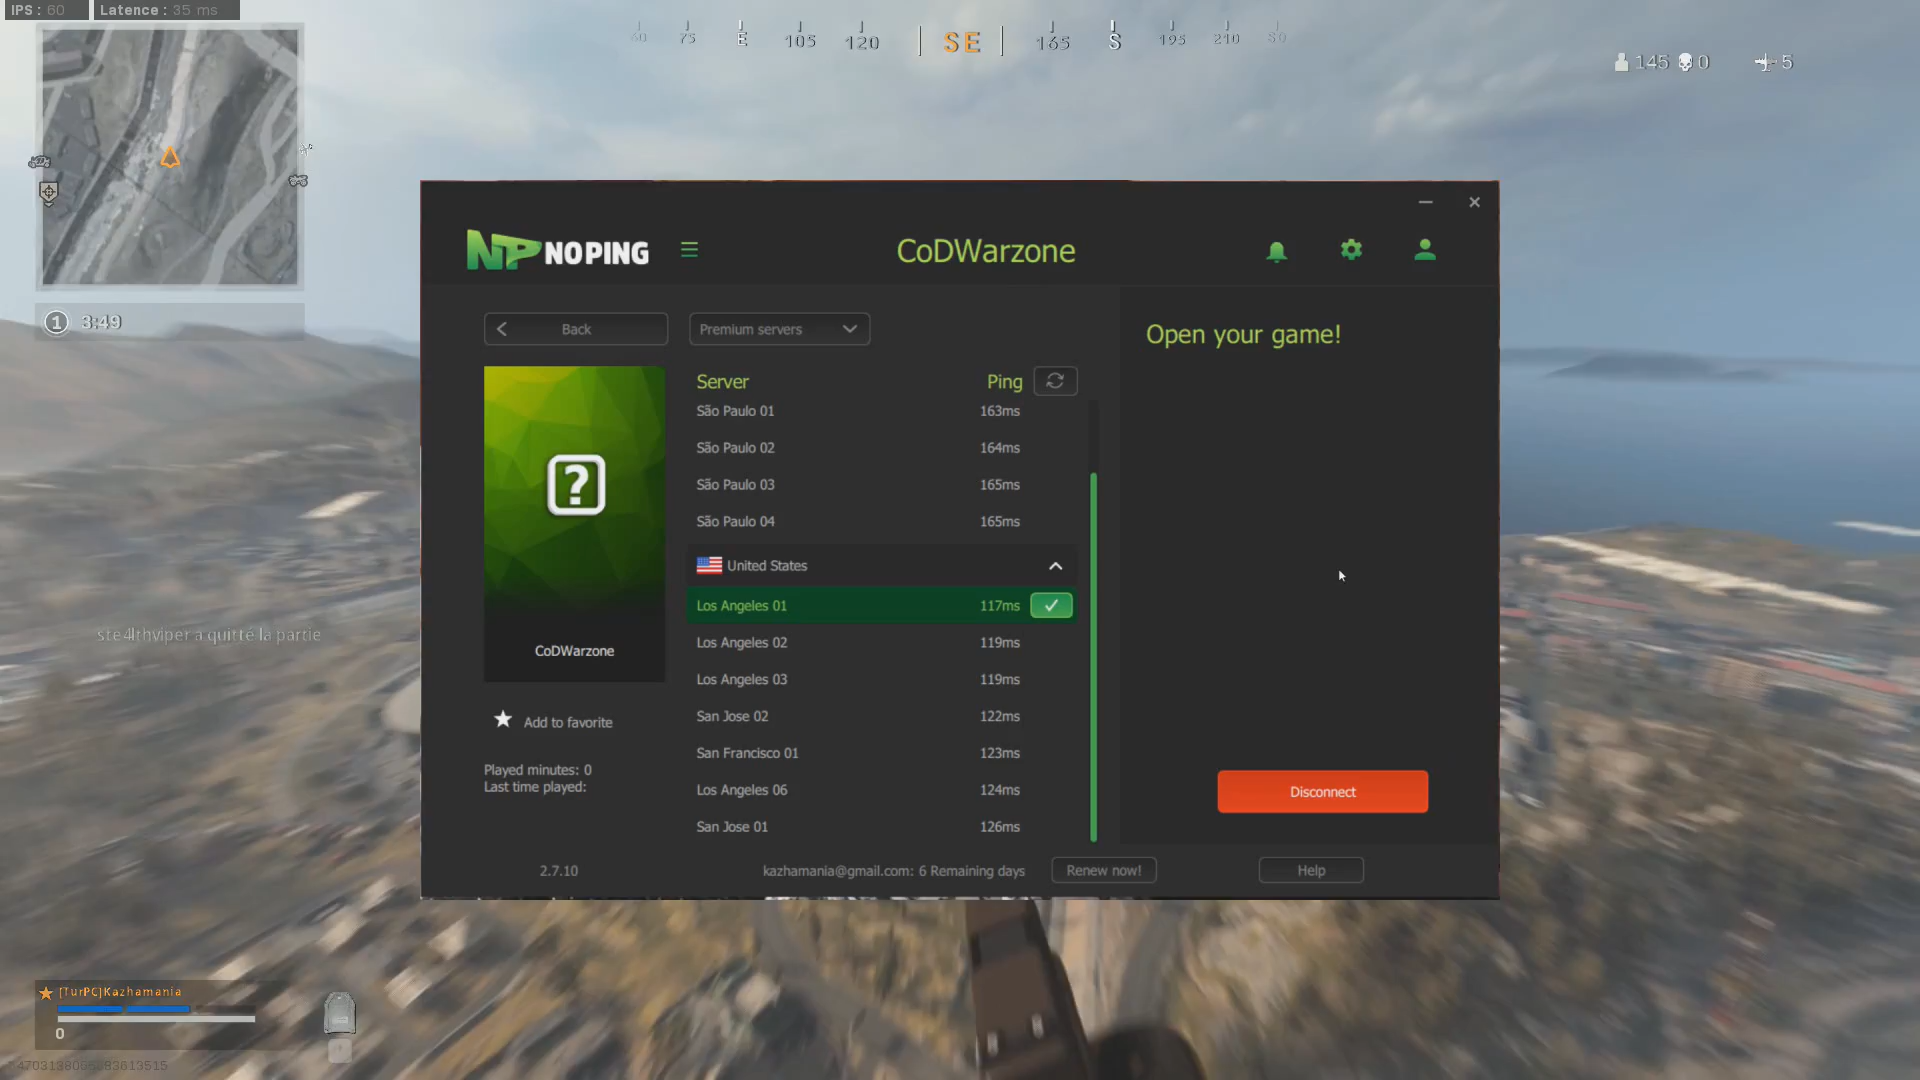 IPS : 60
Latence : 35 ms
60 75 E 105 120 SE 165 S 195 210
145 0 5
1 3:49
NP NOPING
CoDWarzone
Back
Premium servers
Open your game!
Server Ping
São Paulo 01 163ms
São Paulo 02 164ms
São Paulo 03 165ms
São Paulo 04 165ms
United States
Los Angeles 01 117ms
Los Angeles 02 119ms
Los Angeles 03 119ms
San Jose 02 122ms
San Francisco 01 123ms
Los Angeles 06 124ms
San Jose 01 126ms
?
CoDWarzone
Add to favorite
Played minutes: 0
Last time played:
Disconnect
2.7.10
kazhamania@gmail.com: 6 Remaining days
Renew now!
Help
ste4lthviper a quitté la partie
[TurPC]Kazhamania
0